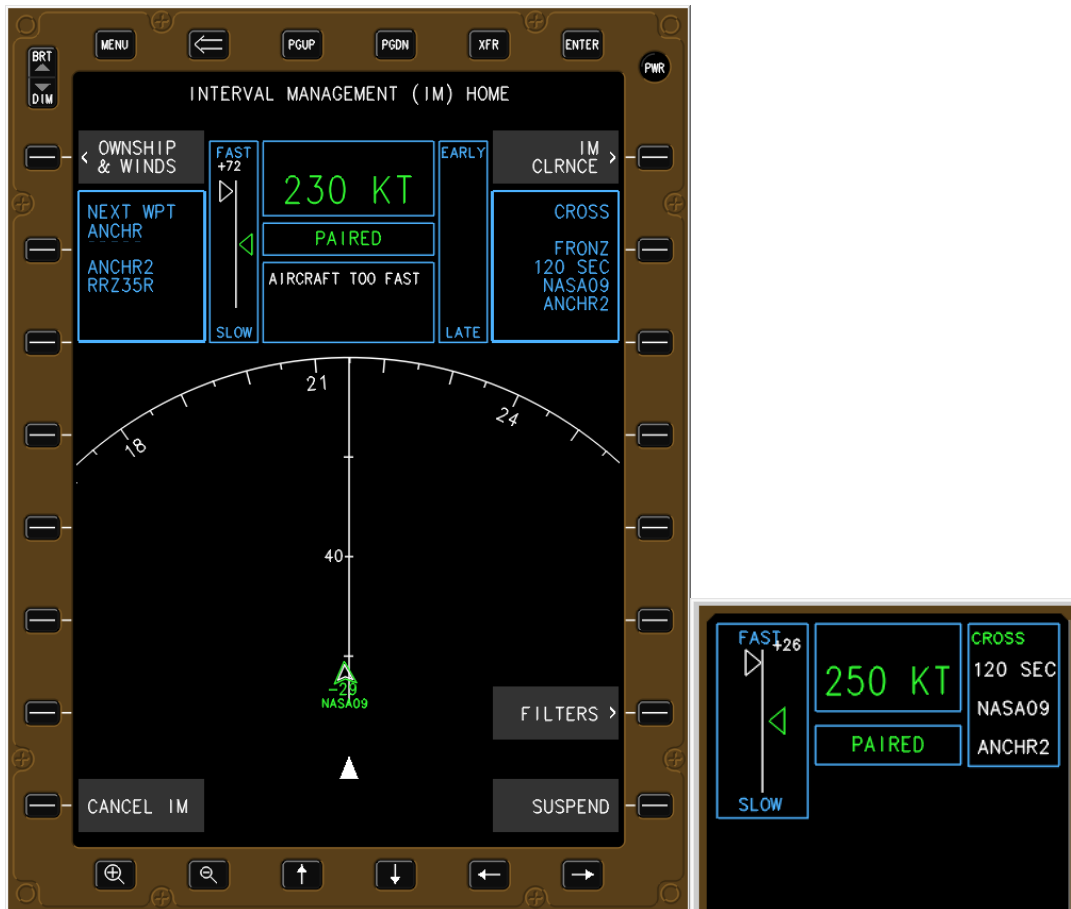 MENU
PGUP
PGDN
XFR
ENTER
BRT
DIM
PWR
INTERVAL MANAGEMENT (IM) HOME
< OWNSHIP
& WINDS
FAST
+72
230 KT
EARLY
IM
CLRNCE >
NEXT WPT
ANCHR
ANCHR2
RRZ35R
PAIRED
AIRCRAFT TOO FAST
SLOW
LATE
CROSS
FRONZ
120 SEC
NASA09
ANCHR2
18
21
24
40
-29
NASA09
FILTERS >
CANCEL IM
SUSPEND
FAST
+26
250 KT
PAIRED
SLOW
CROSS
120 SEC
NASA09
ANCHR2